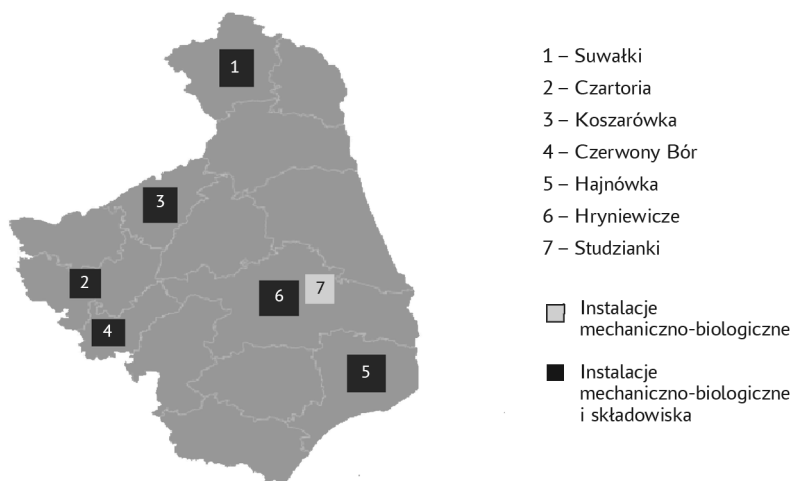 1
3
2
4
6
7
5
1 – Suwałki
2 – Czartoria
3 – Koszarówka
4 – Czerwony Bór
5 – Hajnówka
6 – Hryniewicze
7 – Studzianki
Instalacje
mechaniczno-biologiczne
Instalacje
mechaniczno-biologiczne
i składowiska